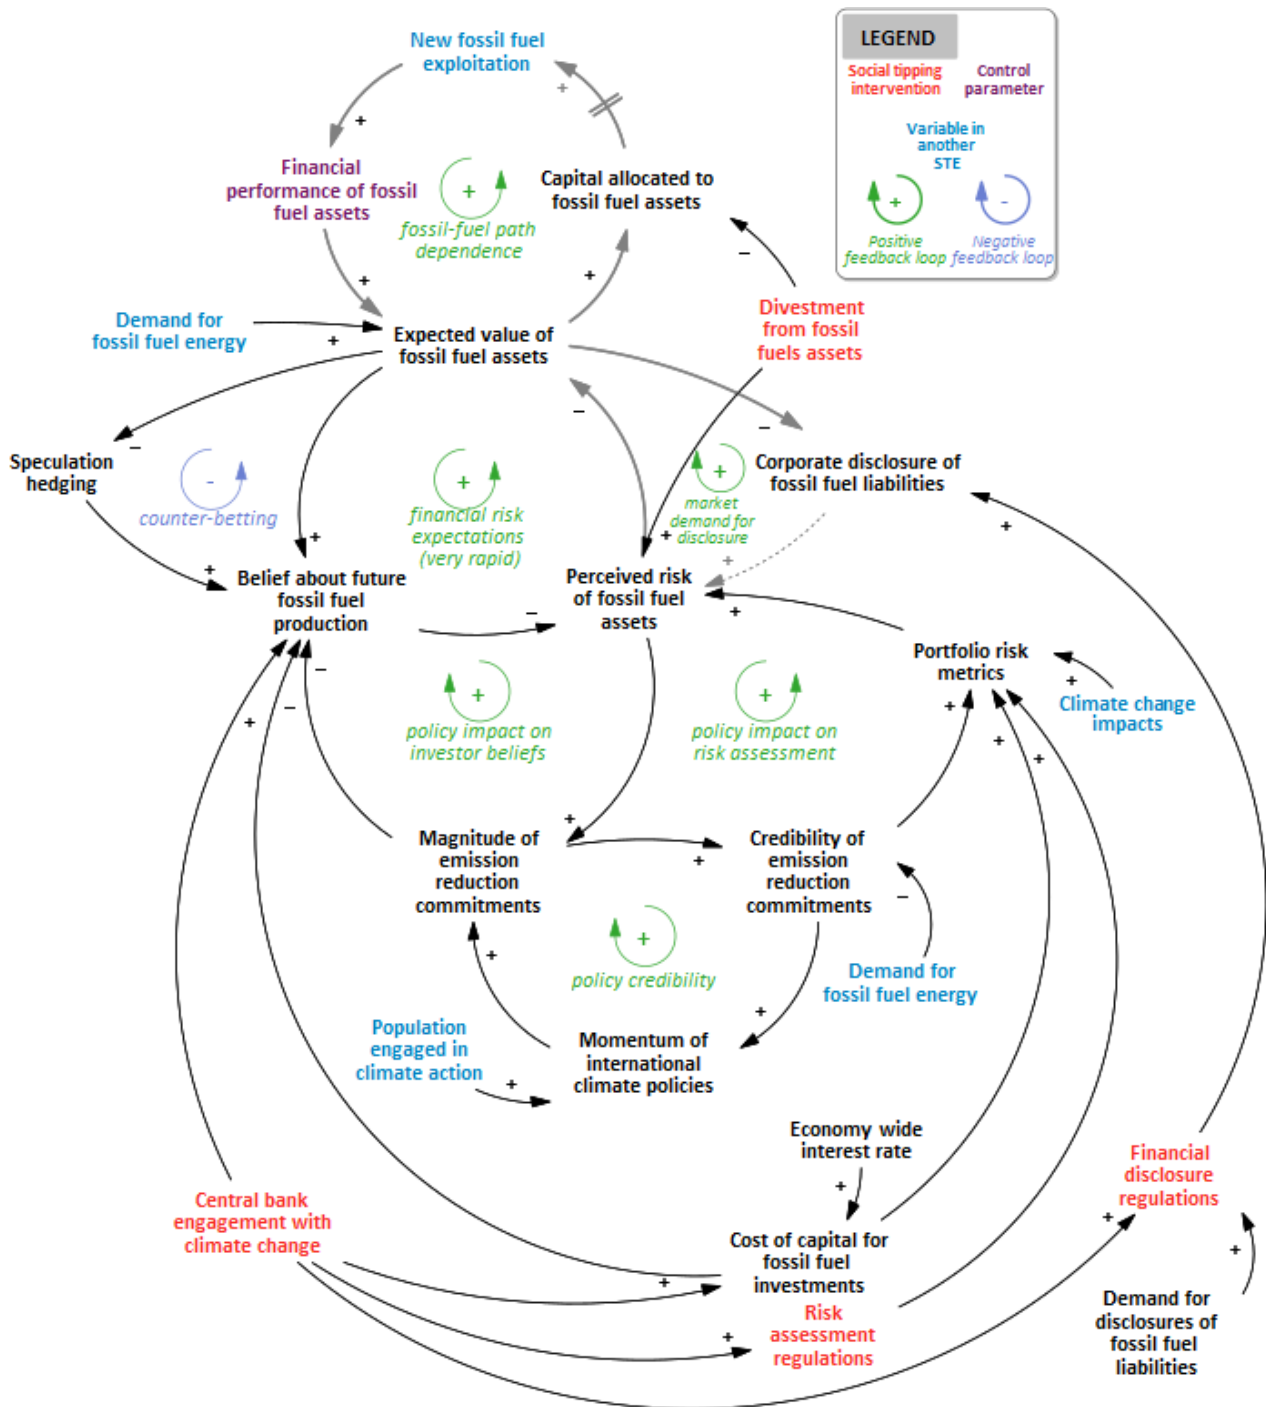 New fossil fuel
exploitation
+
+
LEGEND
Social tipping
intervention
Control
parameter
Variable in
another
STE
+
-
Positive
feedback loop
Negative
feedback loop
Financial
performance of fossil
fuel assets
+
fossil-fuel path
dependence
Capital allocated to
fossil fuel assets
–
+
+
Demand for
fossil fuel energy
+
Expected value of
fossil fuel assets
Divestment
from fossil
fuels assets
–
–
–
Speculation
hedging
-
counter-betting
+
financial risk
expectations
(very rapid)
+
market
demand for
disclosure
Corporate disclosure of
fossil fuel liabilities
+
+
+
+
+
Belief about future
fossil fuel
production
–
Perceived risk
of fossil fuel
assets
+
Portfolio risk
metrics
+
Climate change
impacts
–
–
+
+
policy impact on
investor beliefs
+
policy impact on
risk assessment
+
+
+
+
Magnitude of
emission
reduction
commitments
+
Credibility of
emission
reduction
commitments
–
+
policy credibility
+
Demand for
fossil fuel energy
+
Population
engaged in
climate action
+
Momentum of
international
climate policies
Economy wide
interest rate
+
Financial
disclosure
regulations
+
+
Central bank
engagement with
climate change
+
Cost of capital for
fossil fuel
investments
+
Risk
assessment
regulations
Demand for
disclosures of
fossil fuel
liabilities